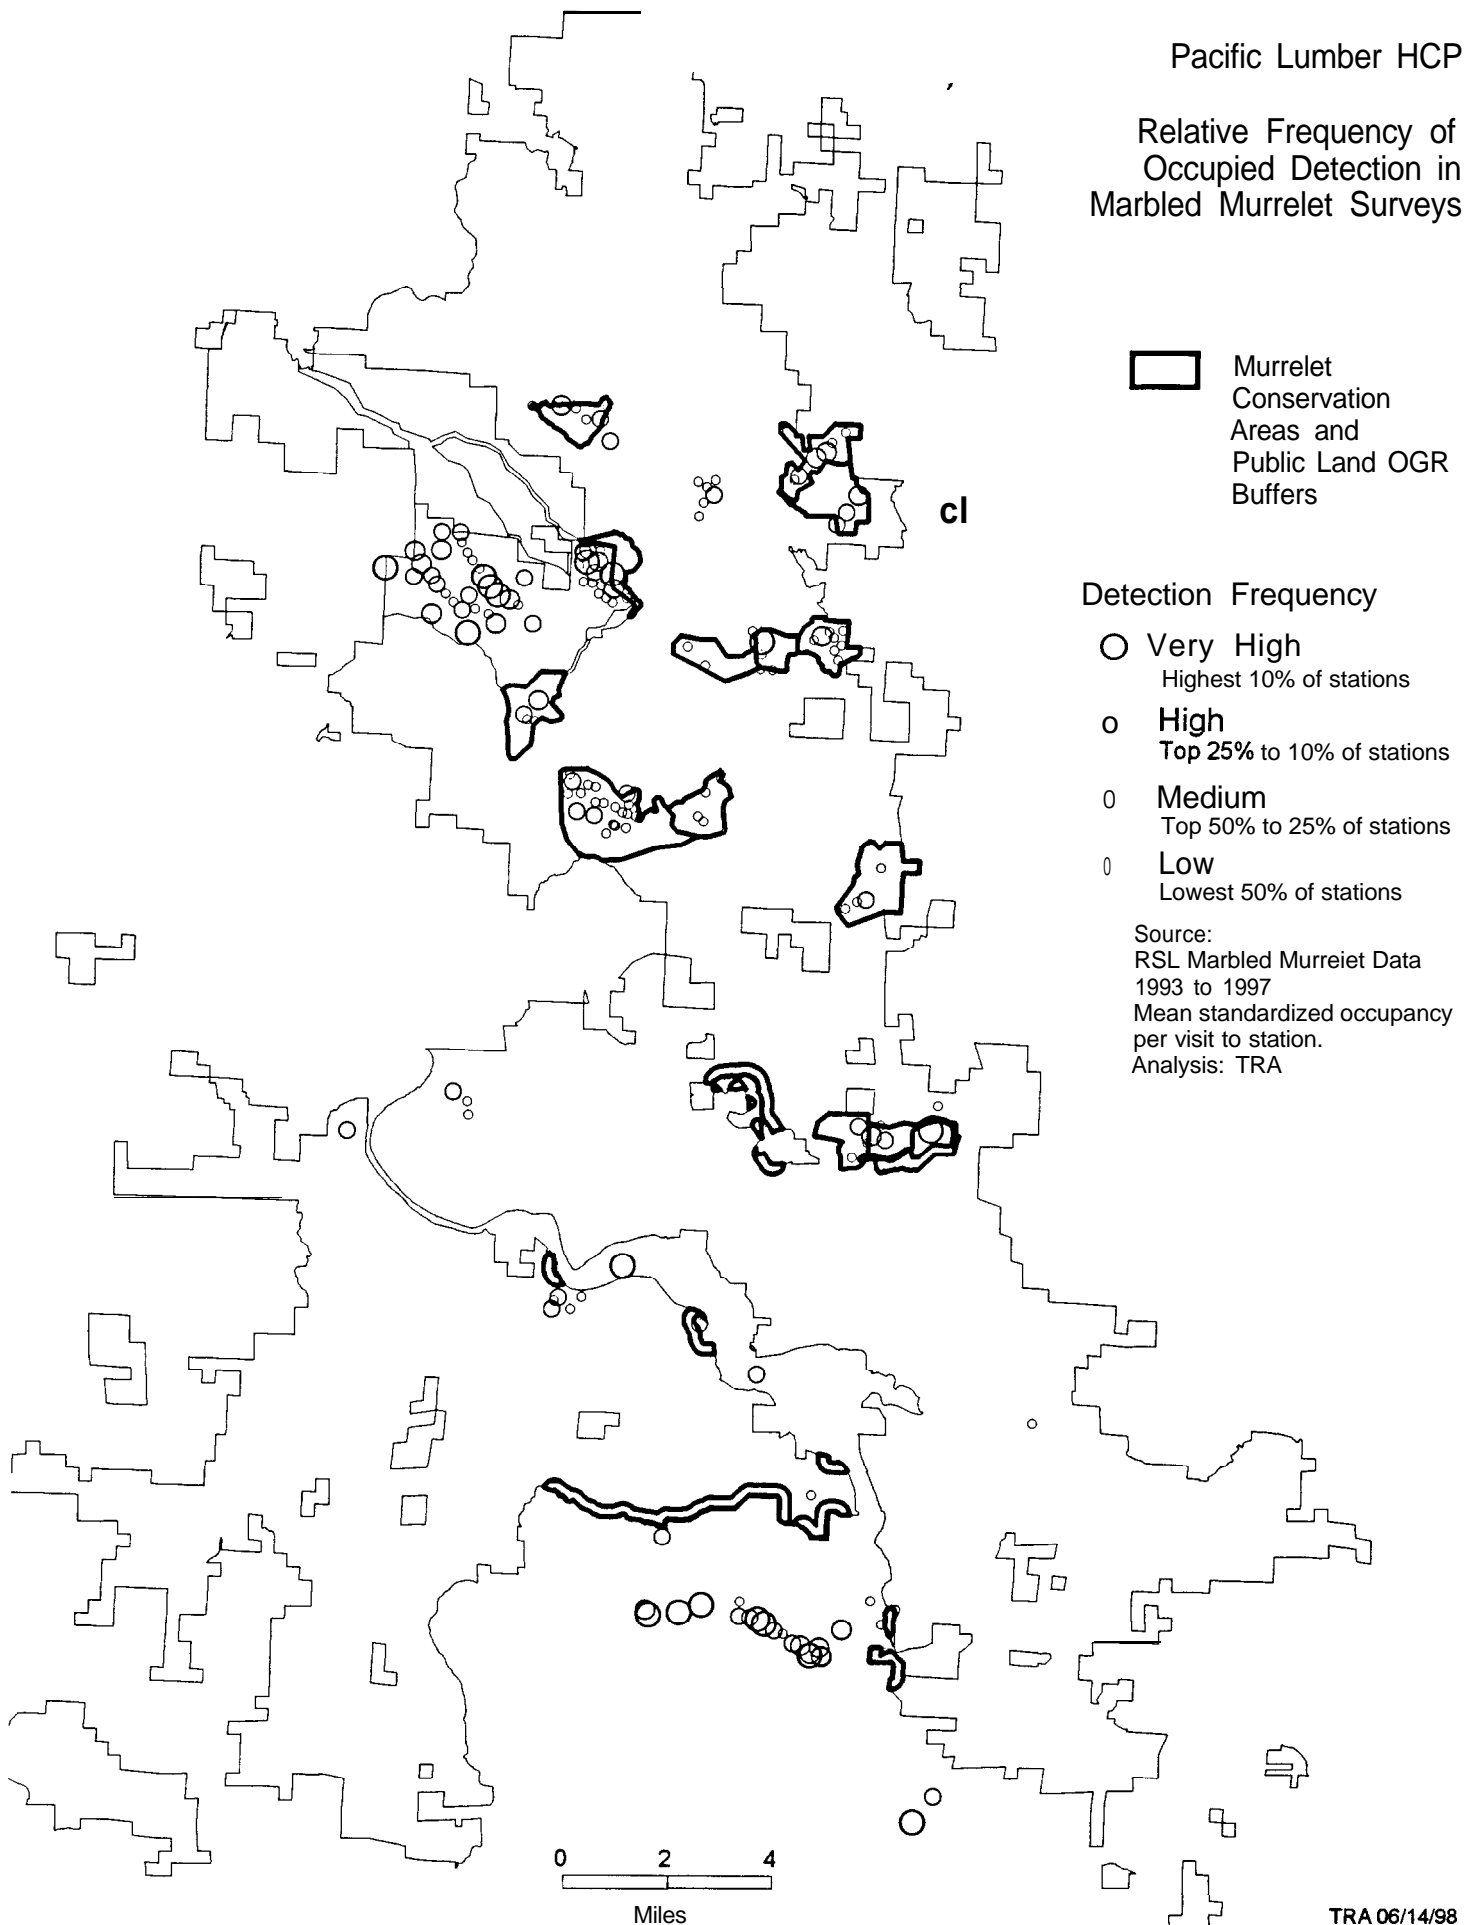 Pacific Lumber HCP
Relative Frequency of
Occupied Detection in
Marbled Murrelet Surveys
Murrelet
Conservation
Areas and
Public Land OGR
Buffers
cl
Detection Frequency
Very High
Highest 10% of stations
High
Top 25% to 10% of stations
Medium
Top 50% to 25% of stations
Low
Lowest 50% of stations
Source:
RSL Marbled Murreiet Data
1993 to 1997
Mean standardized occupancy
per visit to station.
Analysis: TRA
0 2 4
Miles
TRA 06/14/98